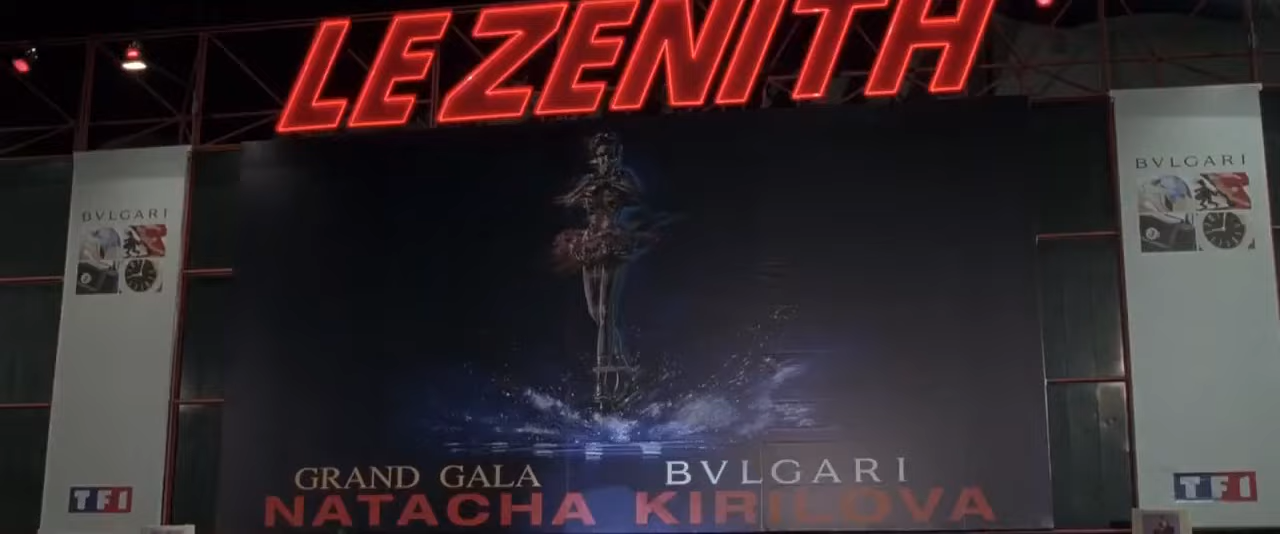 LE ZENITH
BVLGARI
BVLGARI
GRAND GALA BVLGARI
NATACHA KIRILOVA
TF1
TF1